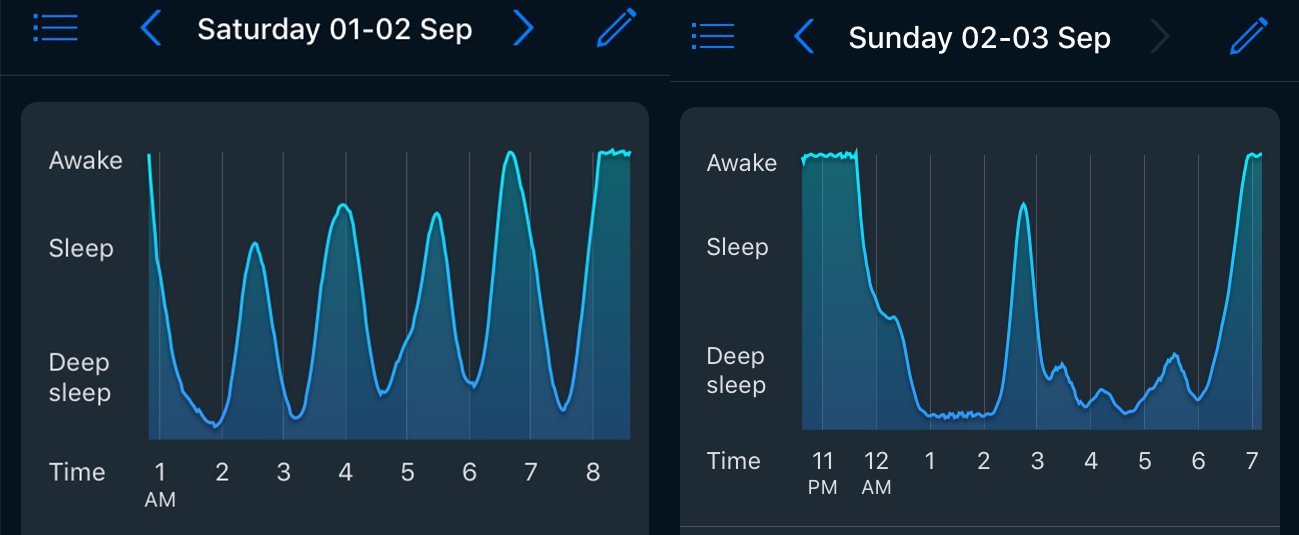 Saturday 01-02 Sep
Awake
Sleep
Deep
sleep
Time 1 2 3 4 5 6 7 8
AM
Sunday 02-03 Sep
Awake
Sleep
Deep
sleep
Time 11 12 1 2 3 4 5 6 7
PM AM